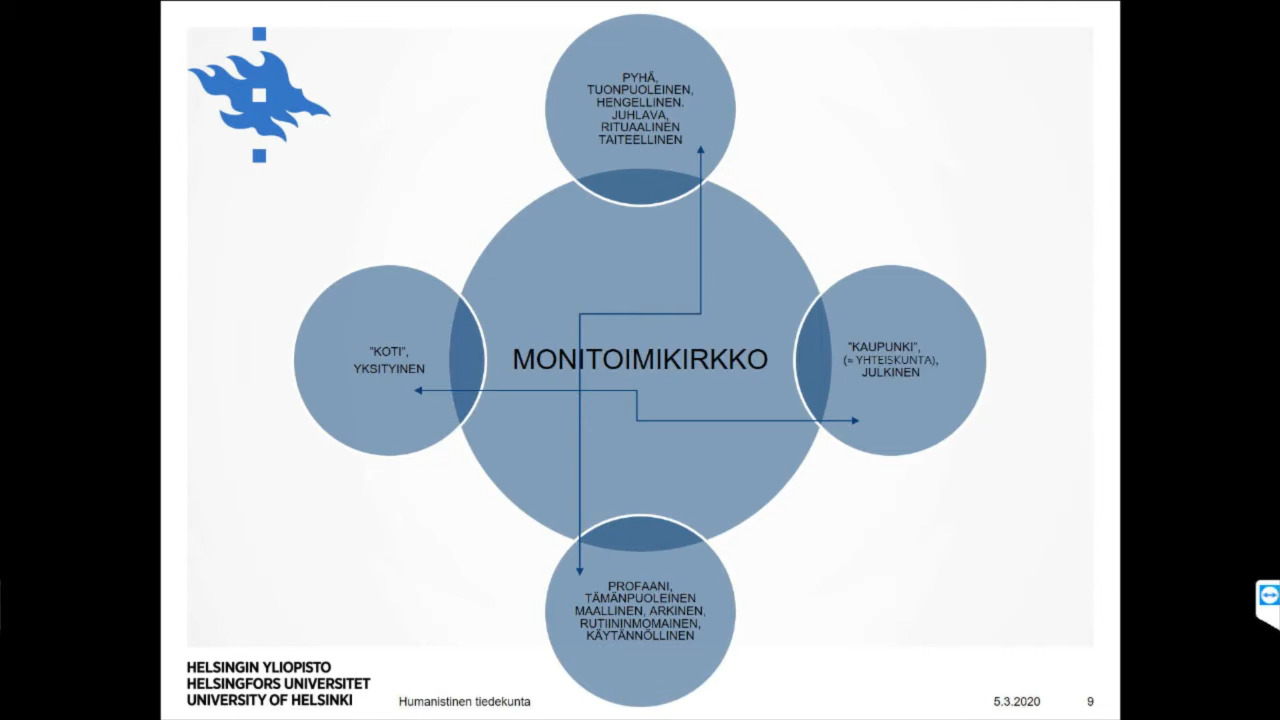 PYHÄ,
TUONPUOLEINEN,
HENGELLINEN.
JUHLAVA,
RITUAALINEN
TAITEELLINEN
"KOTI",
YKSITYINEN
MONITOIMIKIRKKO
"KAUPUNKI",
(≈ YHTEISKUNTA),
JULKINEN
PROFAANI,
TÄMÄNPUOLEINEN
MAALLINEN, ARKINEN,
RUTIININMOMAINEN,
KÄYTÄNNÖLLINEN
HELSINGIN YLIOPISTO
HELSINGFORS UNIVERSITET
UNIVERSITY OF HELSINKI
Humanistinen tiedekunta
5.3.2020
9